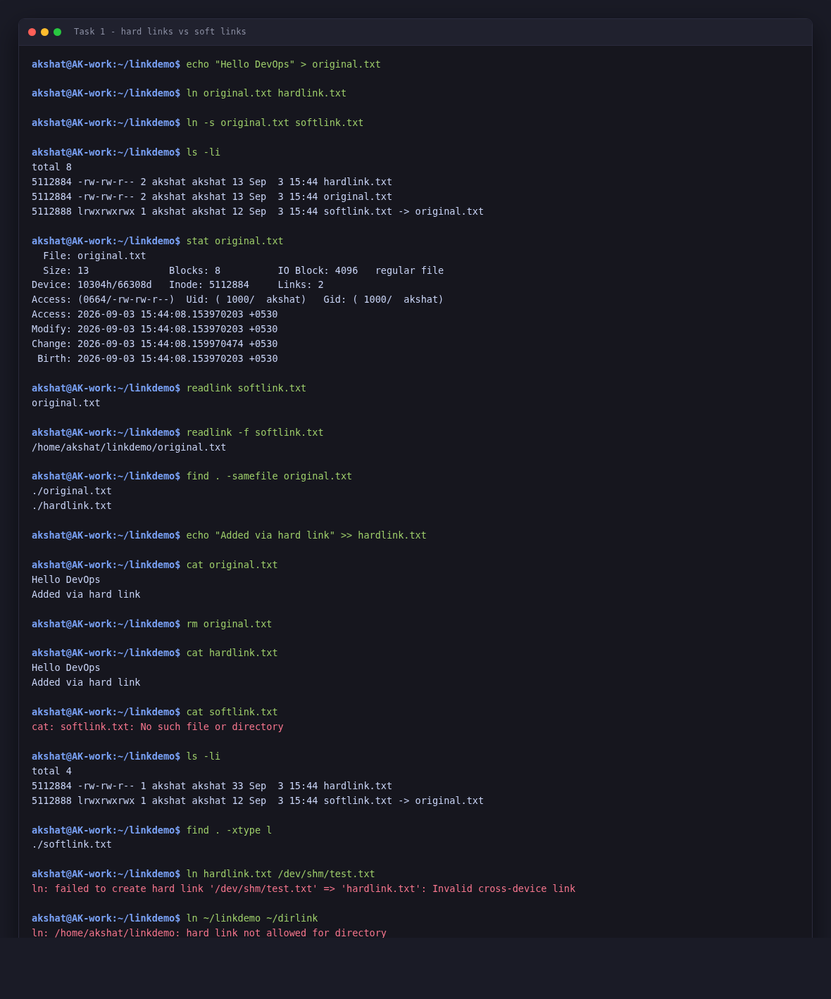 Task 1 - hard links vs soft links
akshat@AK-work:~/linkdemo$ echo "Hello DevOps" > original.txt
akshat@AK-work:~/linkdemo$ ln original.txt hardlink.txt
akshat@AK-work:~/linkdemo$ ln -s original.txt softlink.txt
akshat@AK-work:~/linkdemo$ ls -li
total 8
5112884 -rw-rw-r-- 2 akshat akshat 13 Sep  3 15:44 hardlink.txt
5112884 -rw-rw-r-- 2 akshat akshat 13 Sep  3 15:44 original.txt
5112888 lrwxrwxrwx 1 akshat akshat 12 Sep  3 15:44 softlink.txt -> original.txt
akshat@AK-work:~/linkdemo$ stat original.txt
  File: original.txt
  Size: 13              Blocks: 8          IO Block: 4096   regular file
Device: 10304h/66308d   Inode: 5112884     Links: 2
Access: (0664/-rw-rw-r--)  Uid: ( 1000/  akshat)   Gid: ( 1000/  akshat)
Access: 2026-09-03 15:44:08.153970203 +0530
Modify: 2026-09-03 15:44:08.153970203 +0530
Change: 2026-09-03 15:44:08.159970474 +0530
 Birth: 2026-09-03 15:44:08.153970203 +0530
akshat@AK-work:~/linkdemo$ readlink softlink.txt
original.txt
akshat@AK-work:~/linkdemo$ readlink -f softlink.txt
/home/akshat/linkdemo/original.txt
akshat@AK-work:~/linkdemo$ find . -samefile original.txt
./original.txt
./hardlink.txt
akshat@AK-work:~/linkdemo$ echo "Added via hard link" >> hardlink.txt
akshat@AK-work:~/linkdemo$ cat original.txt
Hello DevOps
Added via hard link
akshat@AK-work:~/linkdemo$ rm original.txt
akshat@AK-work:~/linkdemo$ cat hardlink.txt
Hello DevOps
Added via hard link
akshat@AK-work:~/linkdemo$ cat softlink.txt
cat: softlink.txt: No such file or directory
akshat@AK-work:~/linkdemo$ ls -li
total 4
5112884 -rw-rw-r-- 1 akshat akshat 33 Sep  3 15:44 hardlink.txt
5112888 lrwxrwxrwx 1 akshat akshat 12 Sep  3 15:44 softlink.txt -> original.txt
akshat@AK-work:~/linkdemo$ find . -xtype l
./softlink.txt
akshat@AK-work:~/linkdemo$ ln hardlink.txt /dev/shm/test.txt
ln: failed to create hard link '/dev/shm/test.txt' => 'hardlink.txt': Invalid cross-device link
akshat@AK-work:~/linkdemo$ ln ~/linkdemo ~/dirlink
ln: /home/akshat/linkdemo: hard link not allowed for directory